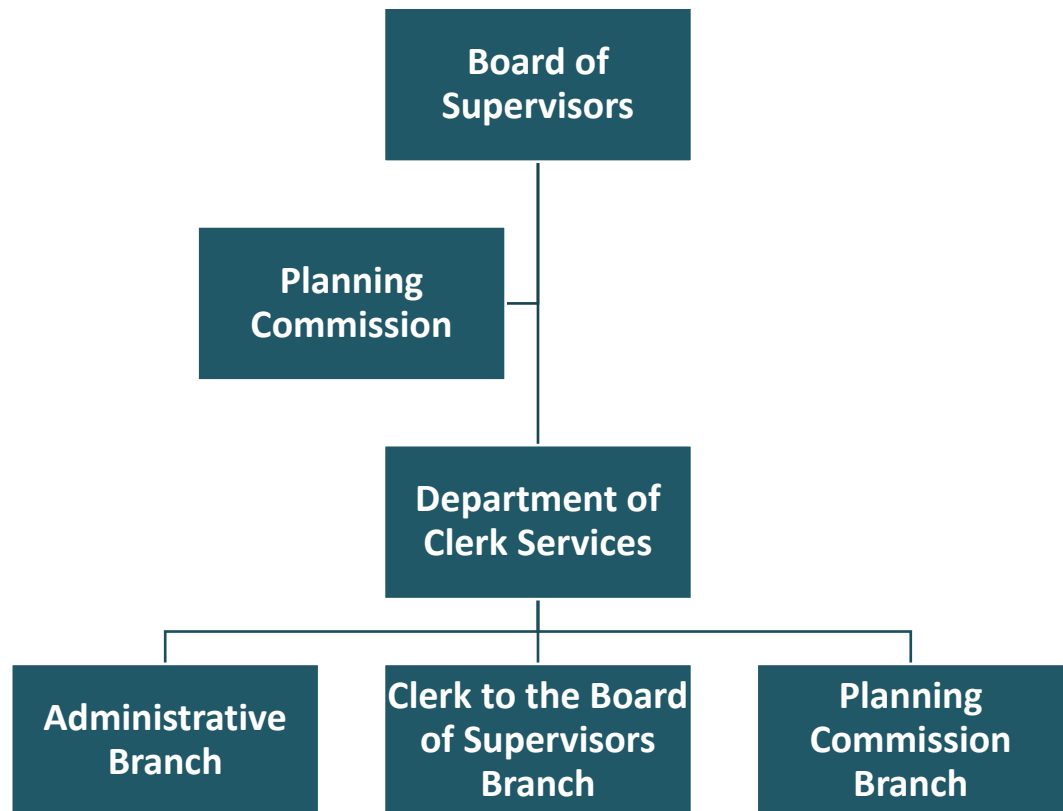 Board of
Supervisors
Planning
Commission
Department of
Clerk Services
Administrative
Branch
Clerk to the Board
of Supervisors
Branch
Planning
Commission
Branch